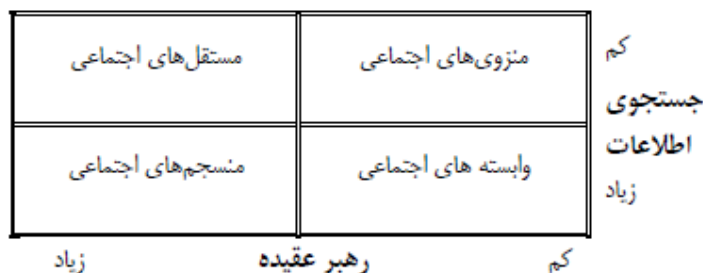 کم
منزوی‌های اجتماعی
مستقل‌های اجتماعی
جستجوی
اطلاعات
وابسته های اجتماعی
منسجم‌های اجتماعی
زیاد
کم
رهبر عقیده
زیاد